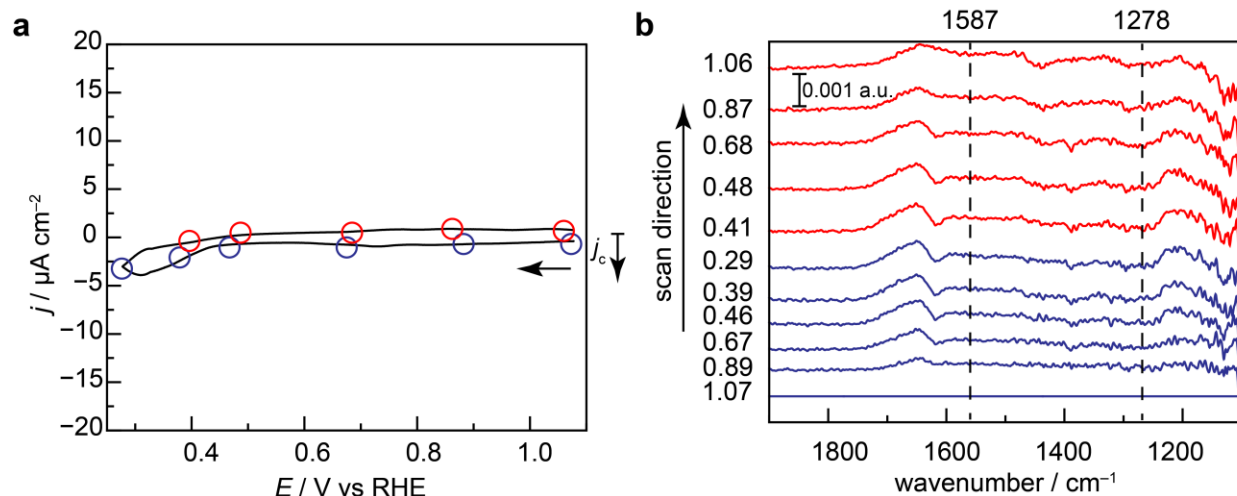 a
20
15
10
5
0
−5
−10
−15
−20
j / µA cm−2
0.4 0.6 0.8 1.0
E / V vs RHE
jc
b
1587 1278
1.06
0.001 a.u.
0.87
0.68
0.48
0.41
0.29
0.39
0.46
0.67
0.89
1.07
scan direction
1800 1600 1400 1200
wavenumber / cm−1